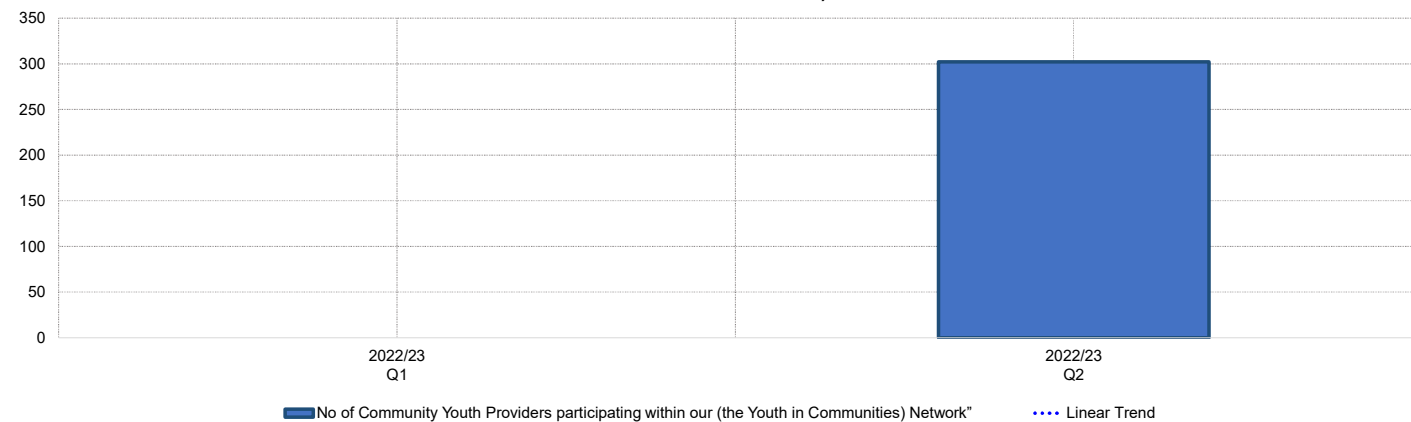 350
300
250
200
150
100
50
0
2022/23
Q1
2022/23
Q2
No of Community Youth Providers participating within our (the Youth in Communities) Network”
Linear Trend